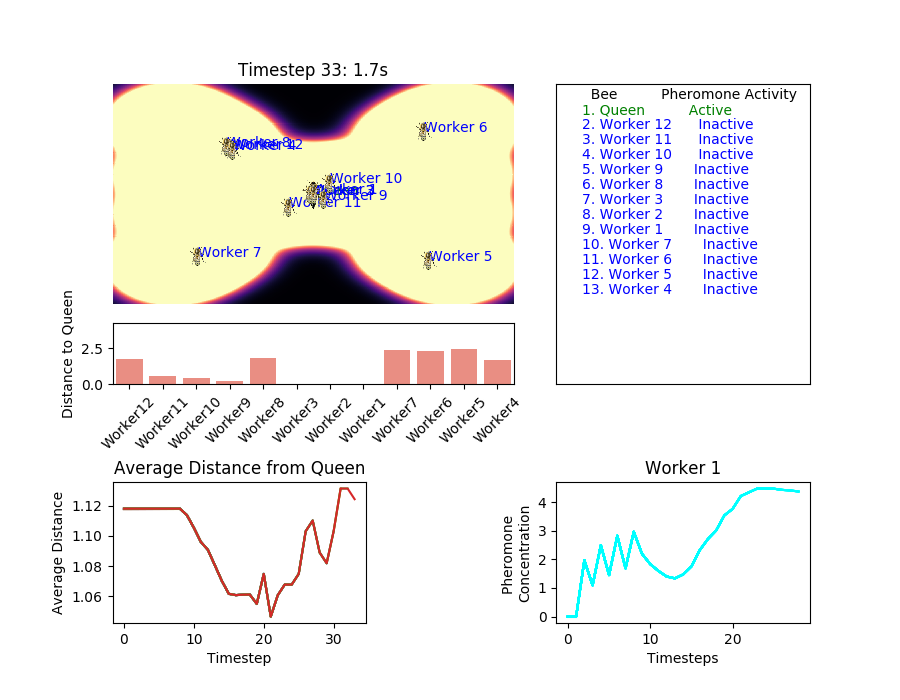 Timestep 33: 1.7s
Worker 6
Worker 8
Worker 12
Worker 10
Worker 1
Worker 9
Worker 11
Worker 7
Worker 5
Bee Pheromone Activity
1. Queen Active
2. Worker 12 Inactive
3. Worker 11 Inactive
4. Worker 10 Inactive
5. Worker 9 Inactive
6. Worker 8 Inactive
7. Worker 3 Inactive
8. Worker 2 Inactive
9. Worker 1 Inactive
10. Worker 7 Inactive
11. Worker 6 Inactive
12. Worker 5 Inactive
13. Worker 4 Inactive
Distance to Queen
2.5
0.0
Worker12
Worker11
Worker10
Worker9
Worker8
Worker3
Worker2
Worker1
Worker7
Worker6
Worker5
Worker4
Average Distance from Queen
Average Distance
1.12
1.10
1.08
1.06
0 10 20 30
Timestep
Worker 1
Pheromone
Concentration
4
3
2
1
0
0 10 20
Timesteps